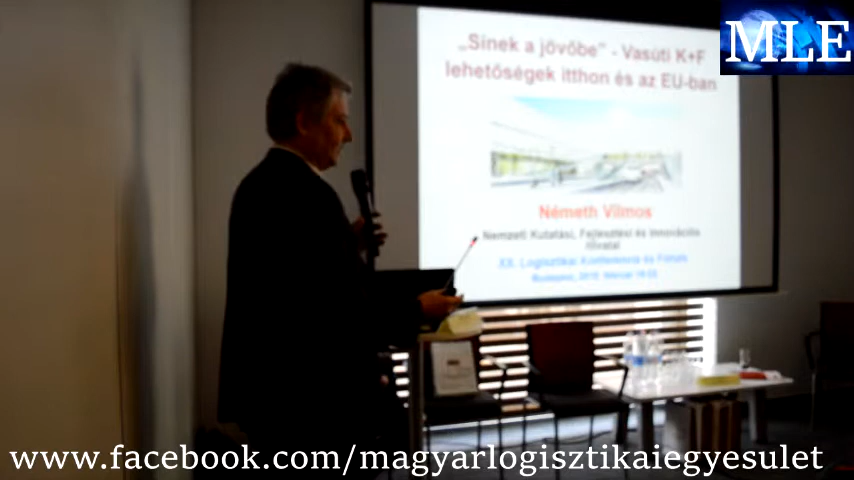 MLE
„Sínek a jövőbe” - Vasúti K+F
lehetőségek itthon és az EU-ban
Németh Vilmos
Nemzeti Kutatási, Fejlesztési és Innovációs
Hivatal
XX. Logisztikai Konferencia és Fórum
Budapest,
www.facebook.com/magyarlogisztikaiegyesulet